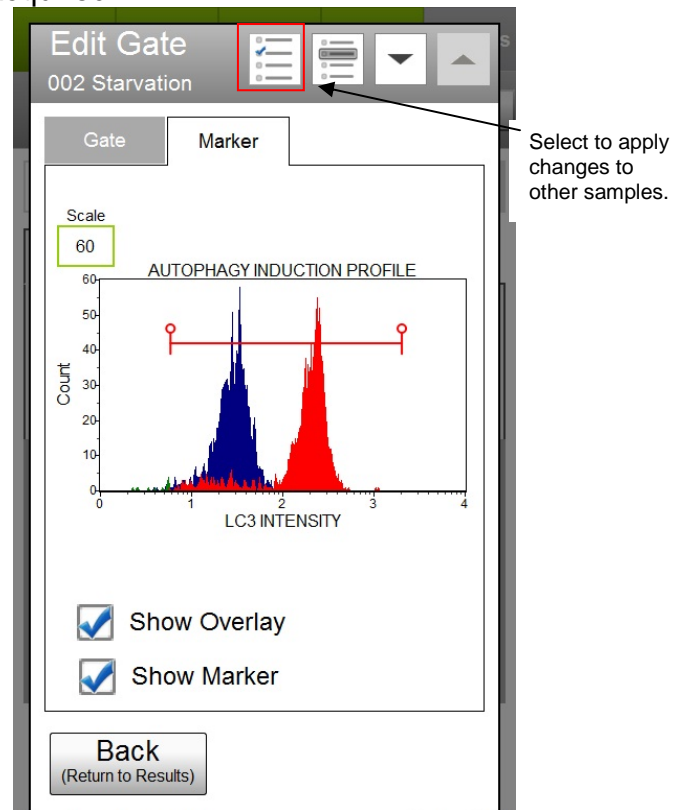 Edit Gate
002 Starvation
Select to apply
changes to
other samples.
Gate
Marker
Scale
60
AUTOPHAGY INDUCTION PROFILE
60
50
40
30
20
10
0
Count
0 1 2 3 4
LC3 INTENSITY
Show Overlay
Show Marker
Back
(Return to Results)